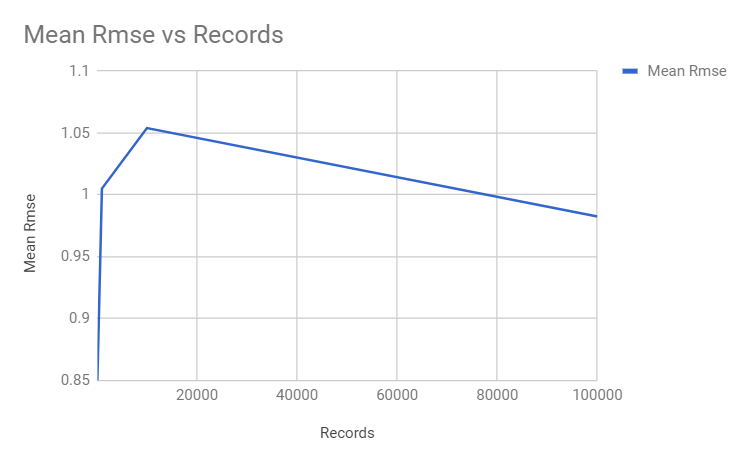 Mean Rmse vs Records
Mean Rmse
1.1
1.05
1
0.95
0.9
0.85
Mean Rmse
20000
40000
60000
80000
100000
Records